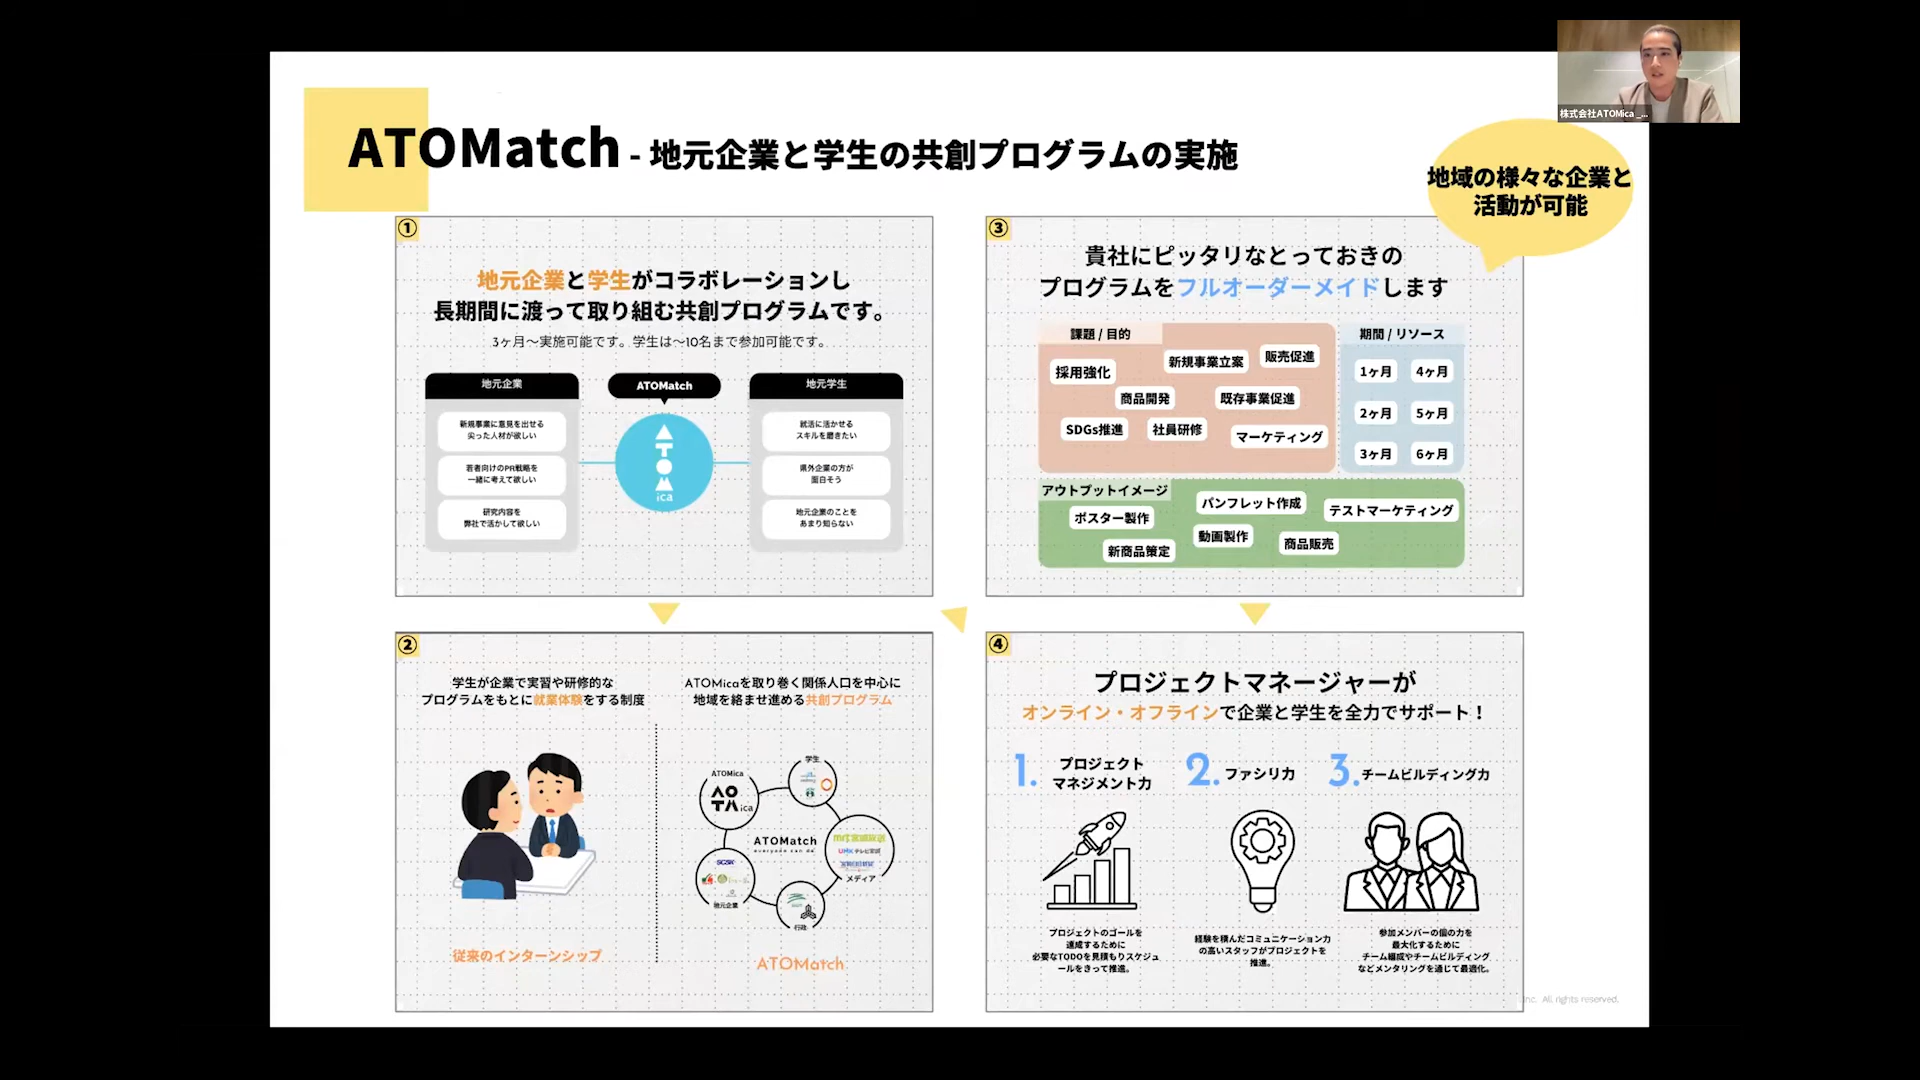 株式会社ATOMica _...
ATOMatch - 地元企業と学生の共創プログラムの実施
地域の様々な企業と
活動が可能
①
地元企業と学生がコラボレーションし
長期間に渡って取り組む共創プログラムです。
3ヶ月〜実施可能です。学生は〜10名まで参加可能です。
地元企業
新規事業に意見を出せる
尖った人材が欲しい
若者向けのPR戦略を
一緒に考えて欲しい
研究内容を
弊社で活かして欲しい
ATOMatch
ATOM
ica
地元学生
就活に活かせる
スキルを磨きたい
県外企業の方が
面白そう
地元企業のことを
あまり知らない
②
学生が企業で実習や研修的な
プログラムをもとに就業体験をする制度
従来のインターンシップ
ATOMicaを取り巻く関係人口を中心に
地域を絡ませ進める共創プログラム
ATOMica
学生
ATOMatch
everyone can do
mrt宮崎放送
UMK テレビ宮崎
宮崎日日新聞
メディア
SCSK
地元企業
行政
ATOMatch
③
貴社にピッタリなとっておきの
プログラムをフルオーダーメイドします
課題 / 目的
採用強化
新規事業立案
販売促進
商品開発
既存事業促進
SDGs推進
社員研修
マーケティング
期間 / リソース
1ヶ月
4ヶ月
2ヶ月
5ヶ月
3ヶ月
6ヶ月
アウトプットイメージ
ポスター製作
パンフレット作成
テストマーケティング
新商品策定
動画製作
商品販売
④
プロジェクトマネージャーが
オンライン・オフラインで企業と学生を全力でサポート！
1. プロジェクト
マネジメント力
2. ファシリ力
3. チームビルディング力
プロジェクトのゴールを
達成するために
必要なTODOを見積もりスケジュ
ールをきって推進。
経験を積んだコミュニケーション力
の高いスタッフがプロジェクトを
推進。
参加メンバーの個の力を
最大化するために
チーム編成やチームビルディング
などメンタリングを通じて最適化。
Inc. All rights reserved.